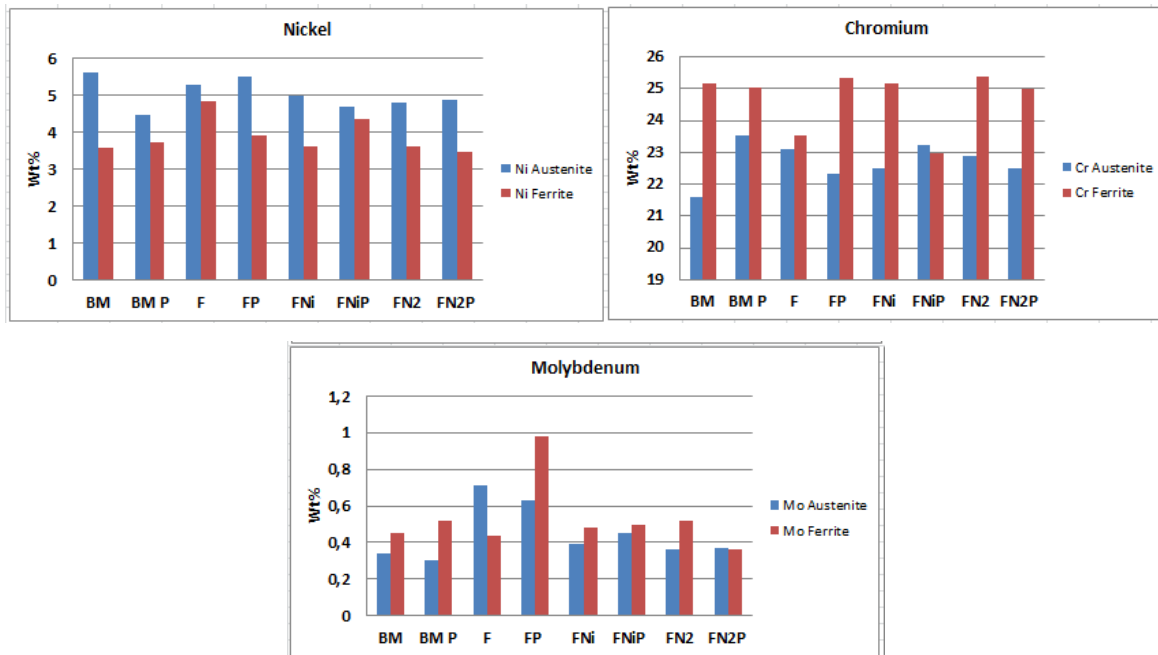 Nickel
6
5
4
3
2
1
0
Wt%
BM BM P F FP FNi FNiP FN2 FN2P
Ni Austenite
Ni Ferrite
Chromium
26
25
24
23
22
21
20
19
Wt%
BM BM P F FP FNi FNiP FN2 FN2P
Cr Austenite
Cr Ferrite
Molybdenum
1,2
1
0,8
0,6
0,4
0,2
0
Wt%
BM BM P F FP FNi FNiP FN2 FN2P
Mo Austenite
Mo Ferrite